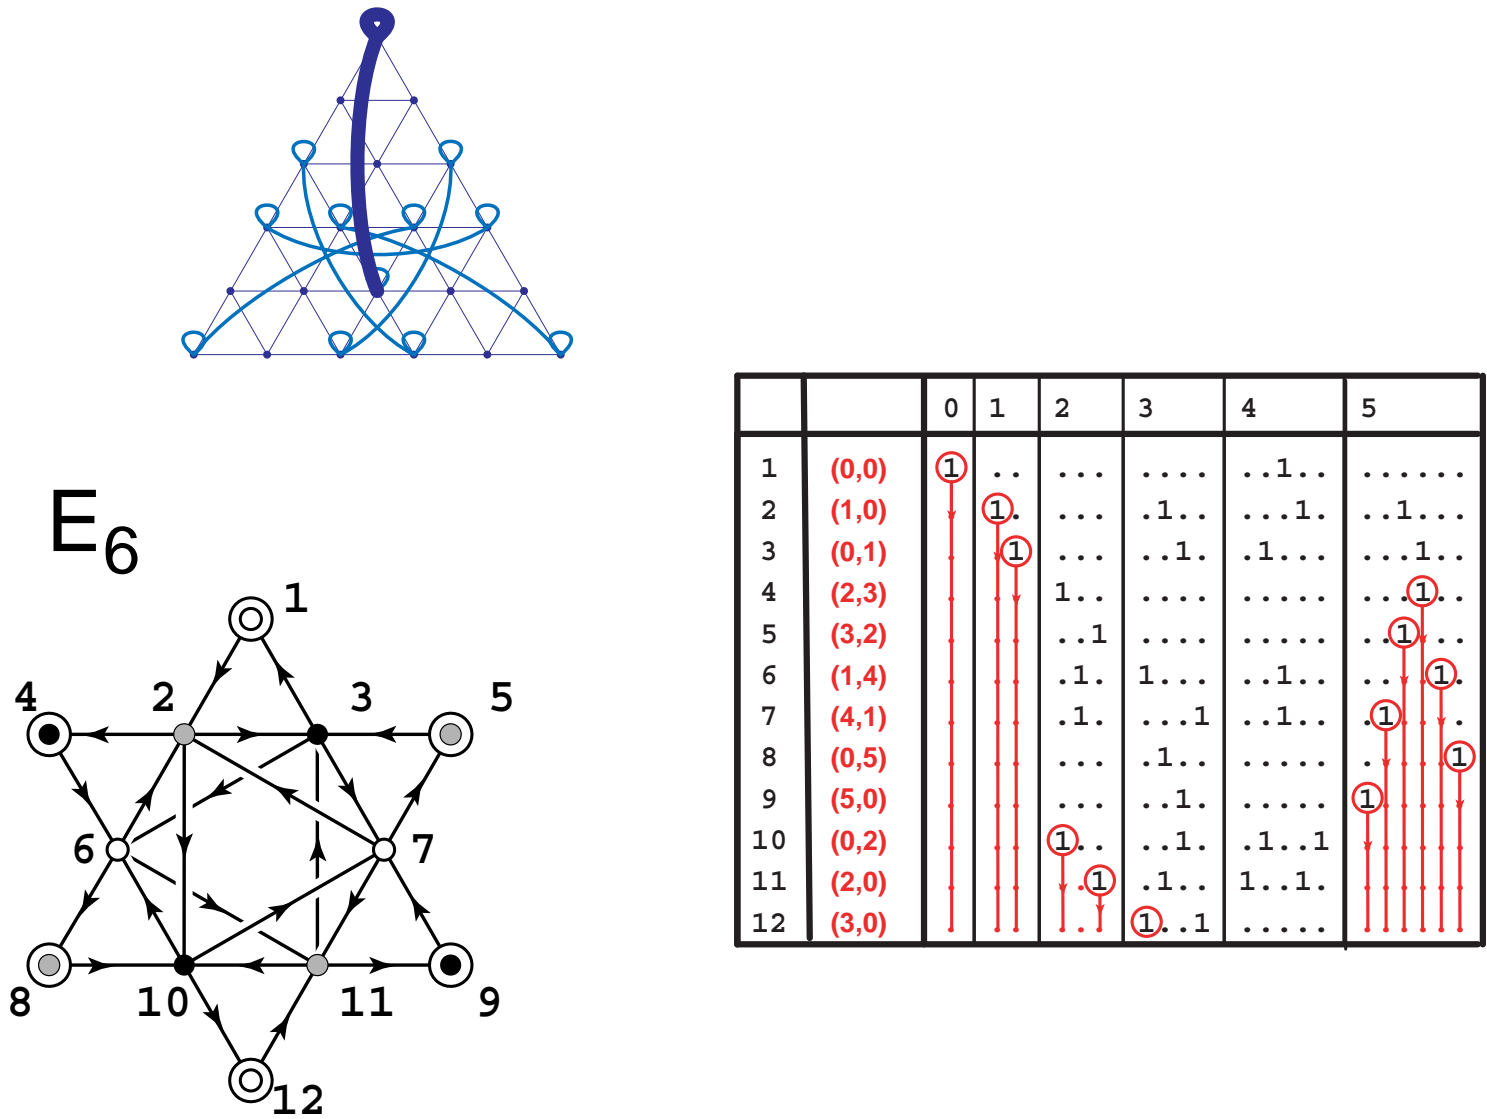 0 1 2 3 4 5
1 (0,0) 1 .. ... .... ..1.. ......
2 (1,0) . 1. ... .1.. ...1. ..1...
3 (0,1) . .1 ... ..1. .1... ...1..
4 (2,3) . .. 1.. .... ..... ...1..
5 (3,2) . .. ..1 .... ..... ..1...
6 (1,4) . .. .1. 1... ..1.. ....1.
7 (4,1) . .. .1. ...1 ..1.. .1....
8 (0,5) . .. ... .1.. ..... .....1
9 (5,0) . .. ... ..1. ..... 1.....
10 (0,2) . .. 1.. ..1. .1..1 ......
11 (2,0) . .. ..1 .1.. 1..1. ......
12 (3,0) . .. ... 1..1 ..... ......
E6
1
4 2 3 5
6 7
8 10 11 9
12